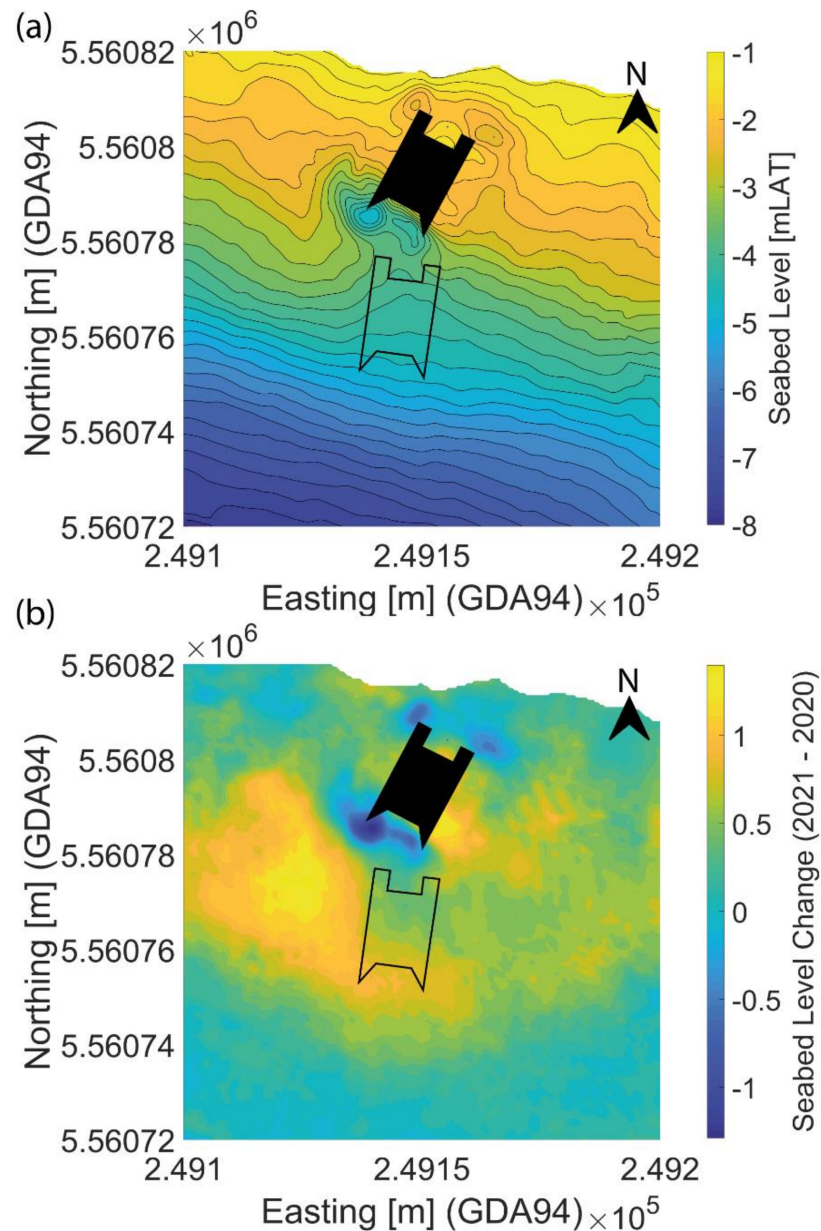 (a)
×10⁶
5.56082
5.5608
5.56078
5.56076
5.56074
5.56072
Northing [m] (GDA94)
2.491 2.4915 2.492
Easting [m] (GDA94) ×10⁵
N
-1
-2
-3
-4
-5
-6
-7
-8
Seabed Level [mLAT]
(b)
×10⁶
5.56082
5.5608
5.56078
5.56076
5.56074
5.56072
Northing [m] (GDA94)
2.491 2.4915 2.492
Easting [m] (GDA94) ×10⁵
N
1
0.5
0
-0.5
-1
Seabed Level Change (2021 - 2020)